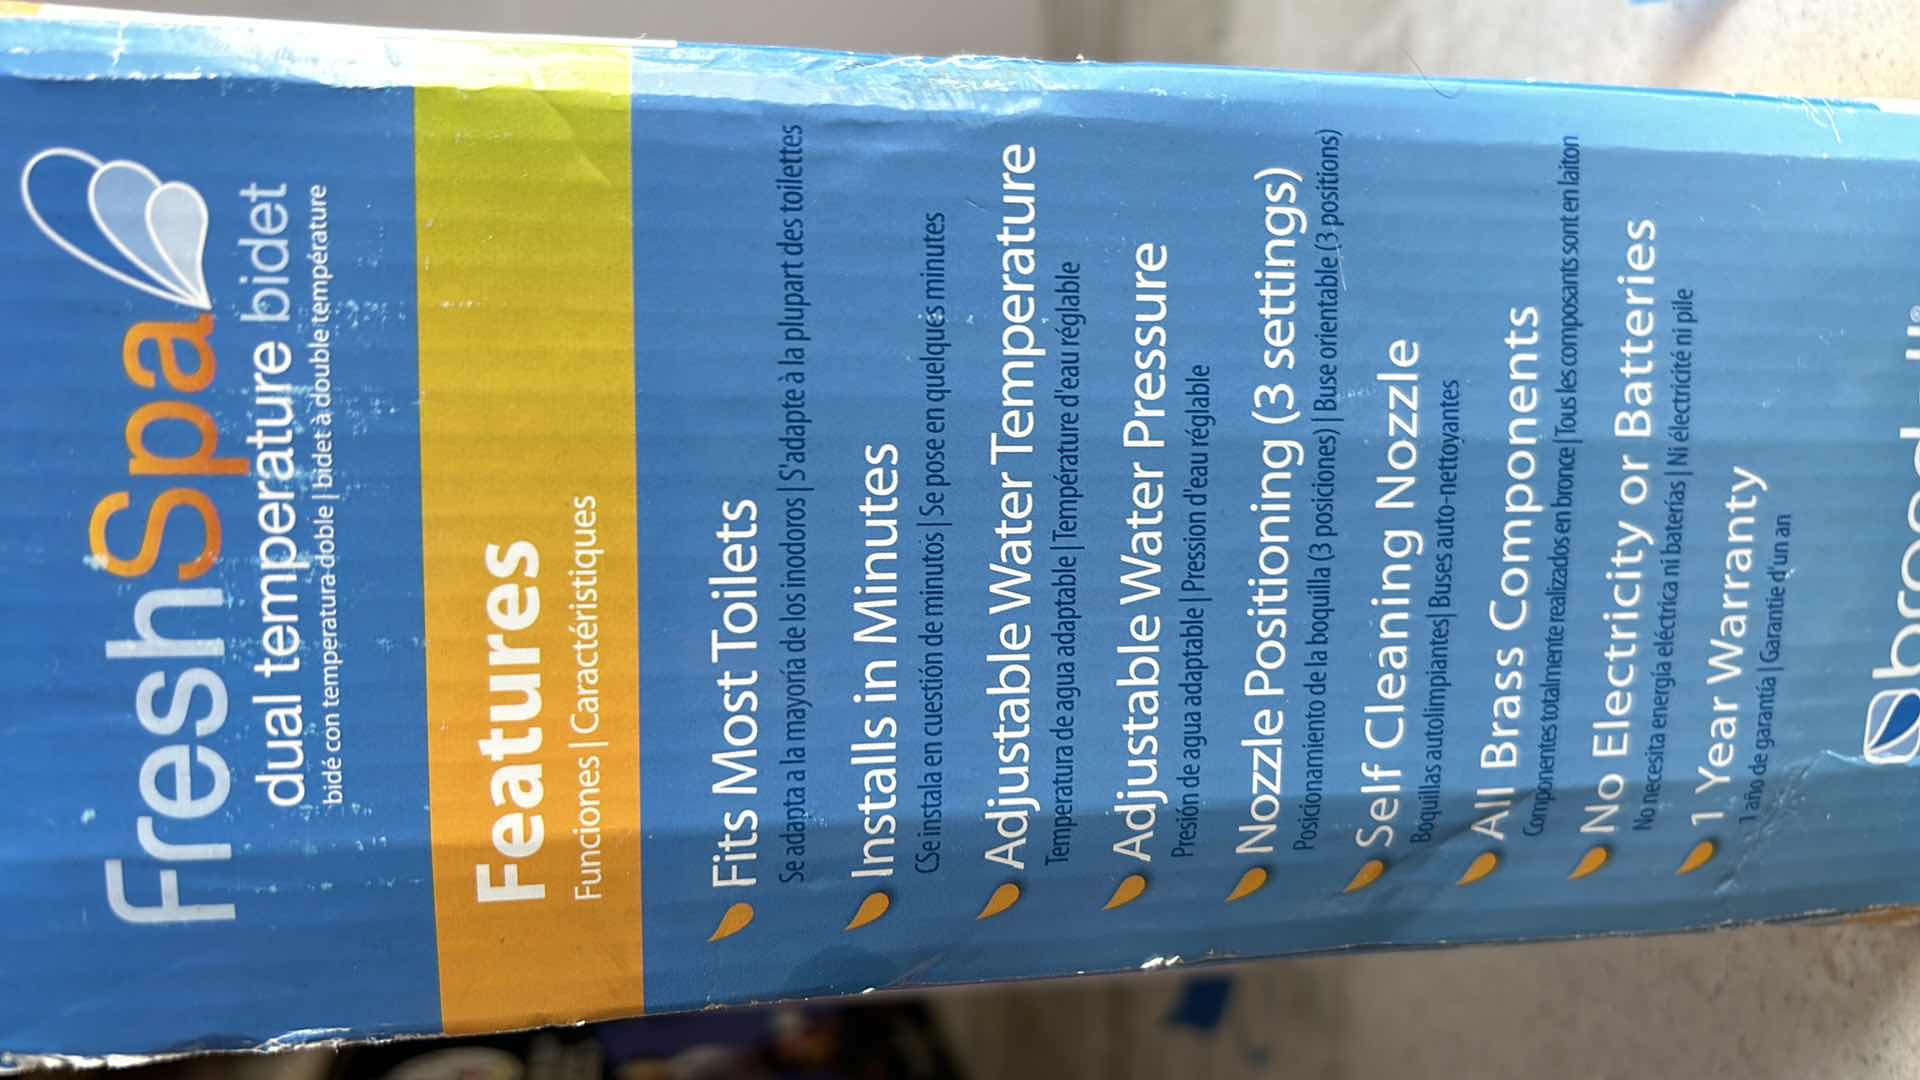 FreshSpa
dual temperature bidet
bidé con temperatura doble | bidet à double température
Features
Funciones | Caractéristiques
Fits Most Toilets
Se adapta a la mayoría de los inodoros | S'adapte à la plupart des toilettes
Installs in Minutes
CSe instala en cuestión de minutos | Se pose en quelques minutes
Adjustable Water Temperature
Temperatura de agua adaptable | Température d'eau réglable
Adjustable Water Pressure
Presión de agua adaptable | Pression d'eau réglable
Nozzle Positioning (3 settings)
Posicionamiento de la boquilla (3 posiciones) | Buse orientable (3 positions)
Self Cleaning Nozzle
Boquillas autolimpiantes | Buses auto-nettoyantes
All Brass Components
Componentes totalmente realizados en bronce | Tous les composants sont en laiton
No Electricity or Batteries
No necesita energia eléctrica ni baterías | Ni électricité ni pile
1 Year Warranty
1 año de garantía | Garantie d'un an